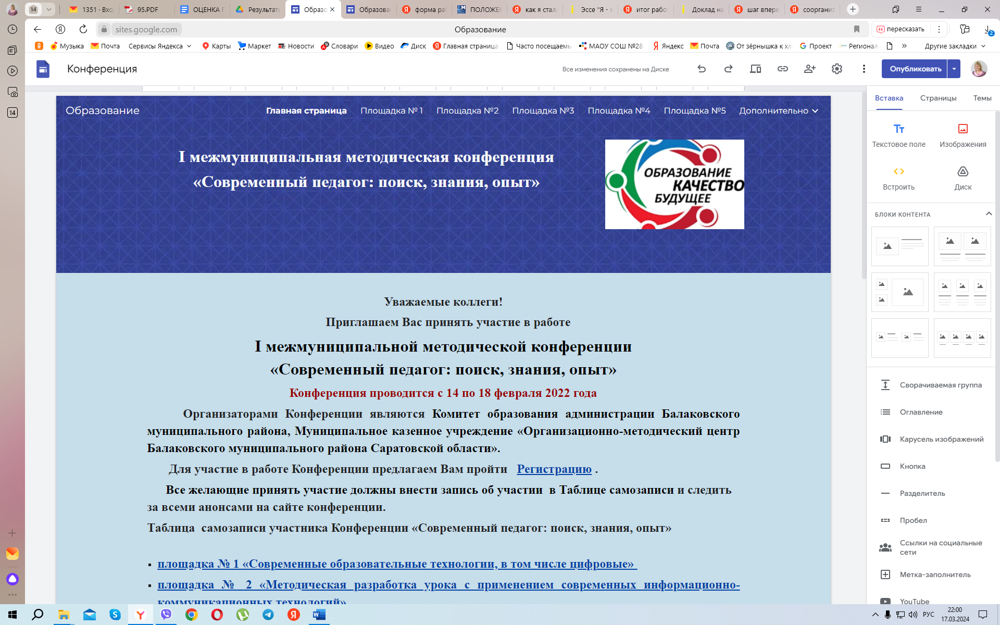 14
1351 · Вхо
95.PDF
ОЦЕНКА Г
Результать
Образо
Образова
форма ра
ПОЛОЖЕН
как я стал
Эссе "Я -
итог работ
Доклад на
шаг впере
соорганиз
sites.google.com
Образование
пересказать
2
Музыка
Почта
Сервисы Яндекса
Карты
Маркет
Новости
Словари
Видео
Диск
Главная страница
Часто посещаемы
МАОУ СОШ №28
Яндекс
Почта
От зёрнышка к хл
Проект
Регионал
»
Другие закладки
Конференция
Все изменения сохранены на Диске
Опубликовать
14
Образование
Главная страница
Площадка № 1
Площадка №2
Площадка №3
Площадка №4
Площадка №5
Дополнительно
I межмуниципальная методическая конференция
«Современный педагог: поиск, знания, опыт»
ОБРАЗОВАНИЕ
КАЧЕСТВО
БУДУЩЕЕ
Уважаемые коллеги!
Приглашаем Вас принять участие в работе
I межмуниципальной методической конференции
«Современный педагог: поиск, знания, опыт»
Конференция проводится с 14 по 18 февраля 2022 года
Организаторами Конференции являются Комитет образования администрации Балаковского
муниципального района, Муниципальное казенное учреждение «Организационно-методический центр
Балаковского муниципального района Саратовской области».
Для участие в работе Конференции предлагаем Вам пройти Регистрацию .
Все желающие принять участие должны внести запись об участии в Таблице самозаписи и следить
за всеми анонсами на сайте конференции.
Таблица самозаписи участника Конференции «Современный педагог: поиск, знания, опыт»
площадка № 1 «Современные образовательные технологии, в том числе цифровые»
площадка № 2 «Методическая разработка урока с применением современных информационно-
коммуникационных технологий»
Вставка
Страницы
Темы
Текстовое поле
Изображения
Встроить
Диск
БЛОКИ КОНТЕНТА
Сворачиваемая группа
Оглавление
Карусель изображений
Кнопка
Разделитель
Пробел
Ссылки на социальные
сети
Метка-заполнитель
YouTube
РУС
22:00
17.03.2024